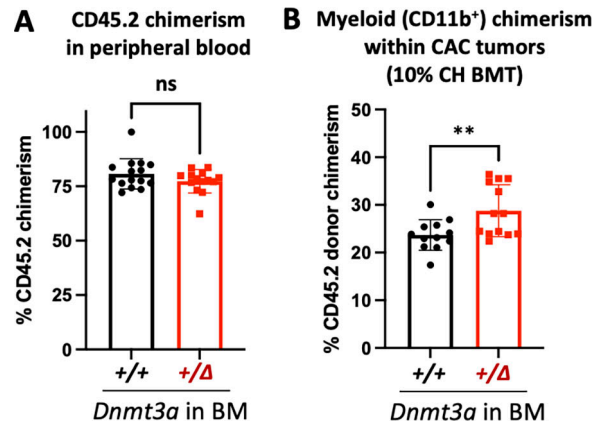 A
CD45.2 chimerism
in peripheral blood
ns
% CD45.2 chimerism
100
75
50
25
0
+/+
+/Δ
Dnmt3a in BM
B
Myeloid (CD11b⁺) chimerism
within CAC tumors
(10% CH BMT)
**
% CD45.2 donor chimerism
50
40
30
20
10
0
+/+
+/Δ
Dnmt3a in BM